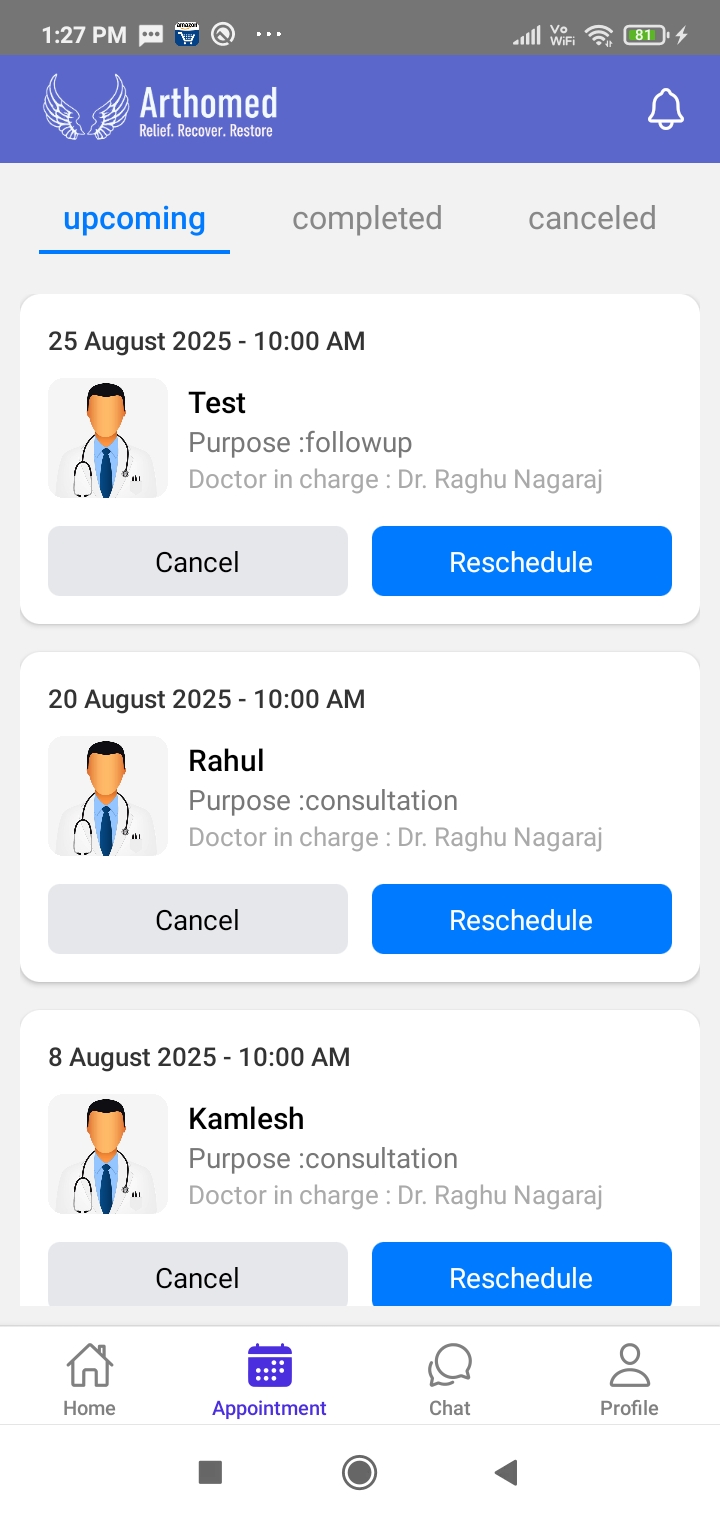 1:27 PM
amazon
Vo
WiFi
81
Arthomed
Relief. Recover. Restore
upcoming completed canceled
25 August 2025 - 10:00 AM
Test
Purpose :followup
Doctor in charge : Dr. Raghu Nagaraj
Cancel Reschedule
20 August 2025 - 10:00 AM
Rahul
Purpose :consultation
Doctor in charge : Dr. Raghu Nagaraj
Cancel Reschedule
8 August 2025 - 10:00 AM
Kamlesh
Purpose :consultation
Doctor in charge : Dr. Raghu Nagaraj
Cancel Reschedule
Home Appointment Chat Profile